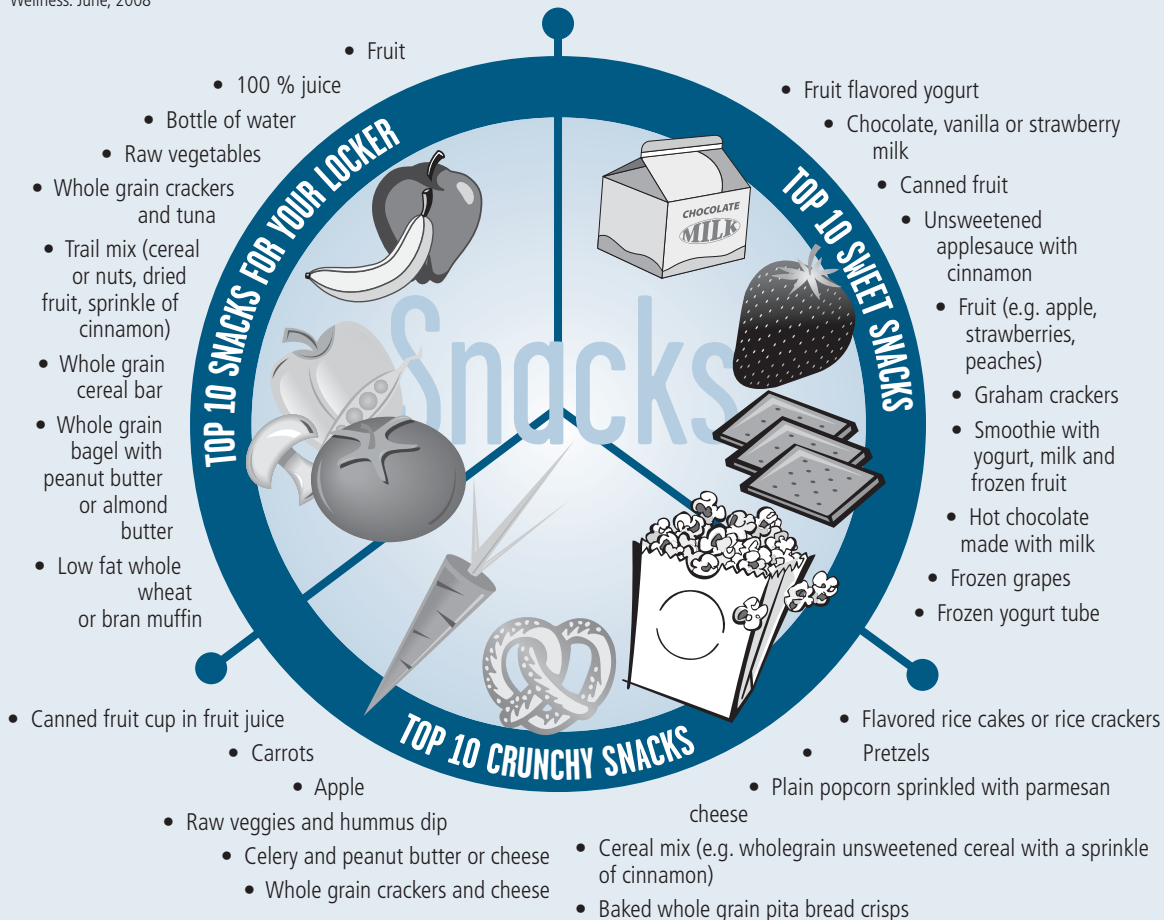 Wellness. June, 2008
• Fruit
• 100 % juice
• Bottle of water
• Raw vegetables
• Whole grain crackers
and tuna
• Trail mix (cereal
or nuts, dried
fruit, sprinkle of
cinnamon)
• Whole grain
cereal bar
• Whole grain
bagel with
peanut butter
or almond
butter
• Low fat whole
wheat
or bran muffin
TOP 10 SNACKS FOR YOUR LOCKER
Snacks
CHOCOLATE
MILK
TOP 10 SWEET SNACKS
• Fruit flavored yogurt
• Chocolate, vanilla or strawberry
milk
• Canned fruit
• Unsweetened
applesauce with
cinnamon
• Fruit (e.g. apple,
strawberries,
peaches)
• Graham crackers
• Smoothie with
yogurt, milk and
frozen fruit
• Hot chocolate
made with milk
• Frozen grapes
• Frozen yogurt tube
TOP 10 CRUNCHY SNACKS
• Canned fruit cup in fruit juice
• Carrots
• Apple
• Raw veggies and hummus dip
• Celery and peanut butter or cheese
• Whole grain crackers and cheese
• Flavored rice cakes or rice crackers
• Pretzels
• Plain popcorn sprinkled with parmesan
cheese
• Cereal mix (e.g. wholegrain unsweetened cereal with a sprinkle
of cinnamon)
• Baked whole grain pita bread crisps